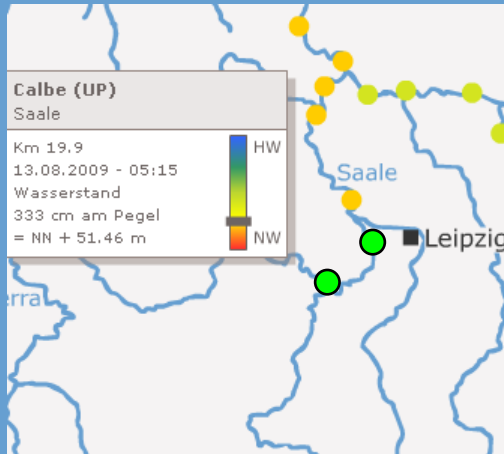 Calbe (UP)
Saale
Km 19.9
13.08.2009 - 05:15
Wasserstand
333 cm am Pegel
= NN + 51.46 m
HW
NW
Saale
Leipzig
erra